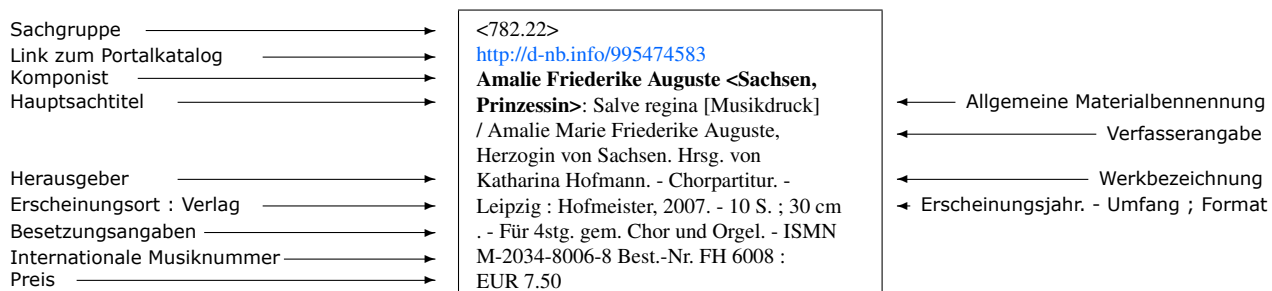 Sachgruppe
Link zum Portalkatalog
Komponist
Hauptsachtitel
Herausgeber
Erscheinungsort : Verlag
Besetzungsangaben
Internationale Musiknummer
Preis
<782.22>
http://d-nb.info/995474583
Amalie Friederike Auguste <Sachsen,
Prinzessin>: Salve regina [Musikdruck]
/ Amalie Marie Friederike Auguste,
Herzogin von Sachsen. Hrsg. von
Katharina Hofmann. - Chorpartitur. -
Leipzig : Hofmeister, 2007. - 10 S. ; 30 cm
. - Für 4stg. gem. Chor und Orgel. - ISMN
M-2034-8006-8 Best.-Nr. FH 6008 :
EUR 7.50
Allgemeine Materialbennennung
Verfasserangabe
Werkbezeichnung
Erscheinungsjahr. - Umfang ; Format